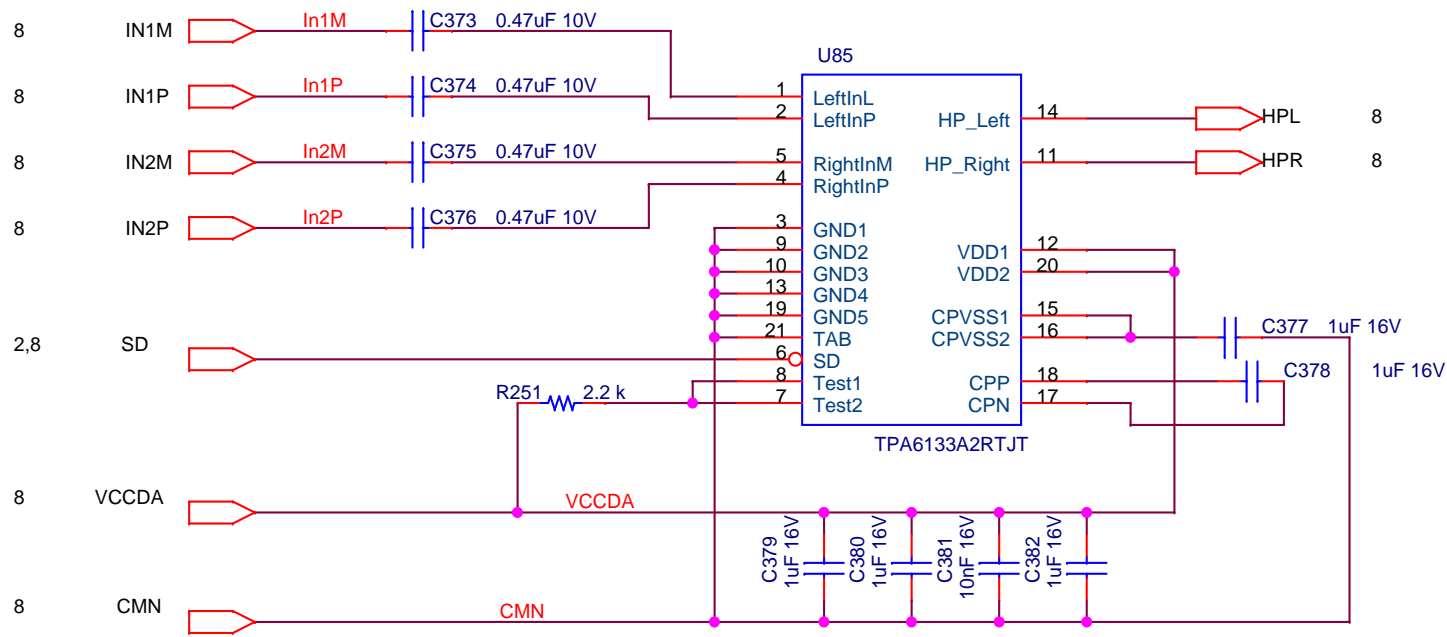 8 IN1M In1M C373 0.47uF 10V
U85
8 IN1P In1P C374 0.47uF 10V
1 LeftInL
2 LeftInP HP_Left 14 HPL 8
8 IN2M In2M C375 0.47uF 10V
5 RightInM HP_Right 11 HPR 8
4 RightInP
8 IN2P In2P C376 0.47uF 10V
3 GND1
9 GND2 VDD1 12
10 GND3 VDD2 20
13 GND4
19 GND5 CPVSS1 15
21 TAB CPVSS2 16 C377 1uF 16V
2,8 SD 6 SD
8 Test1 CPP 18 C378 1uF 16V
7 Test2 CPN 17
R251 2.2 k
TPA6133A2RTJT
8 VCCDA VCCDA
C379 1uF 16V
C380 1uF 16V
C381 10nF 16V
C382 1uF 16V
8 CMN CMN